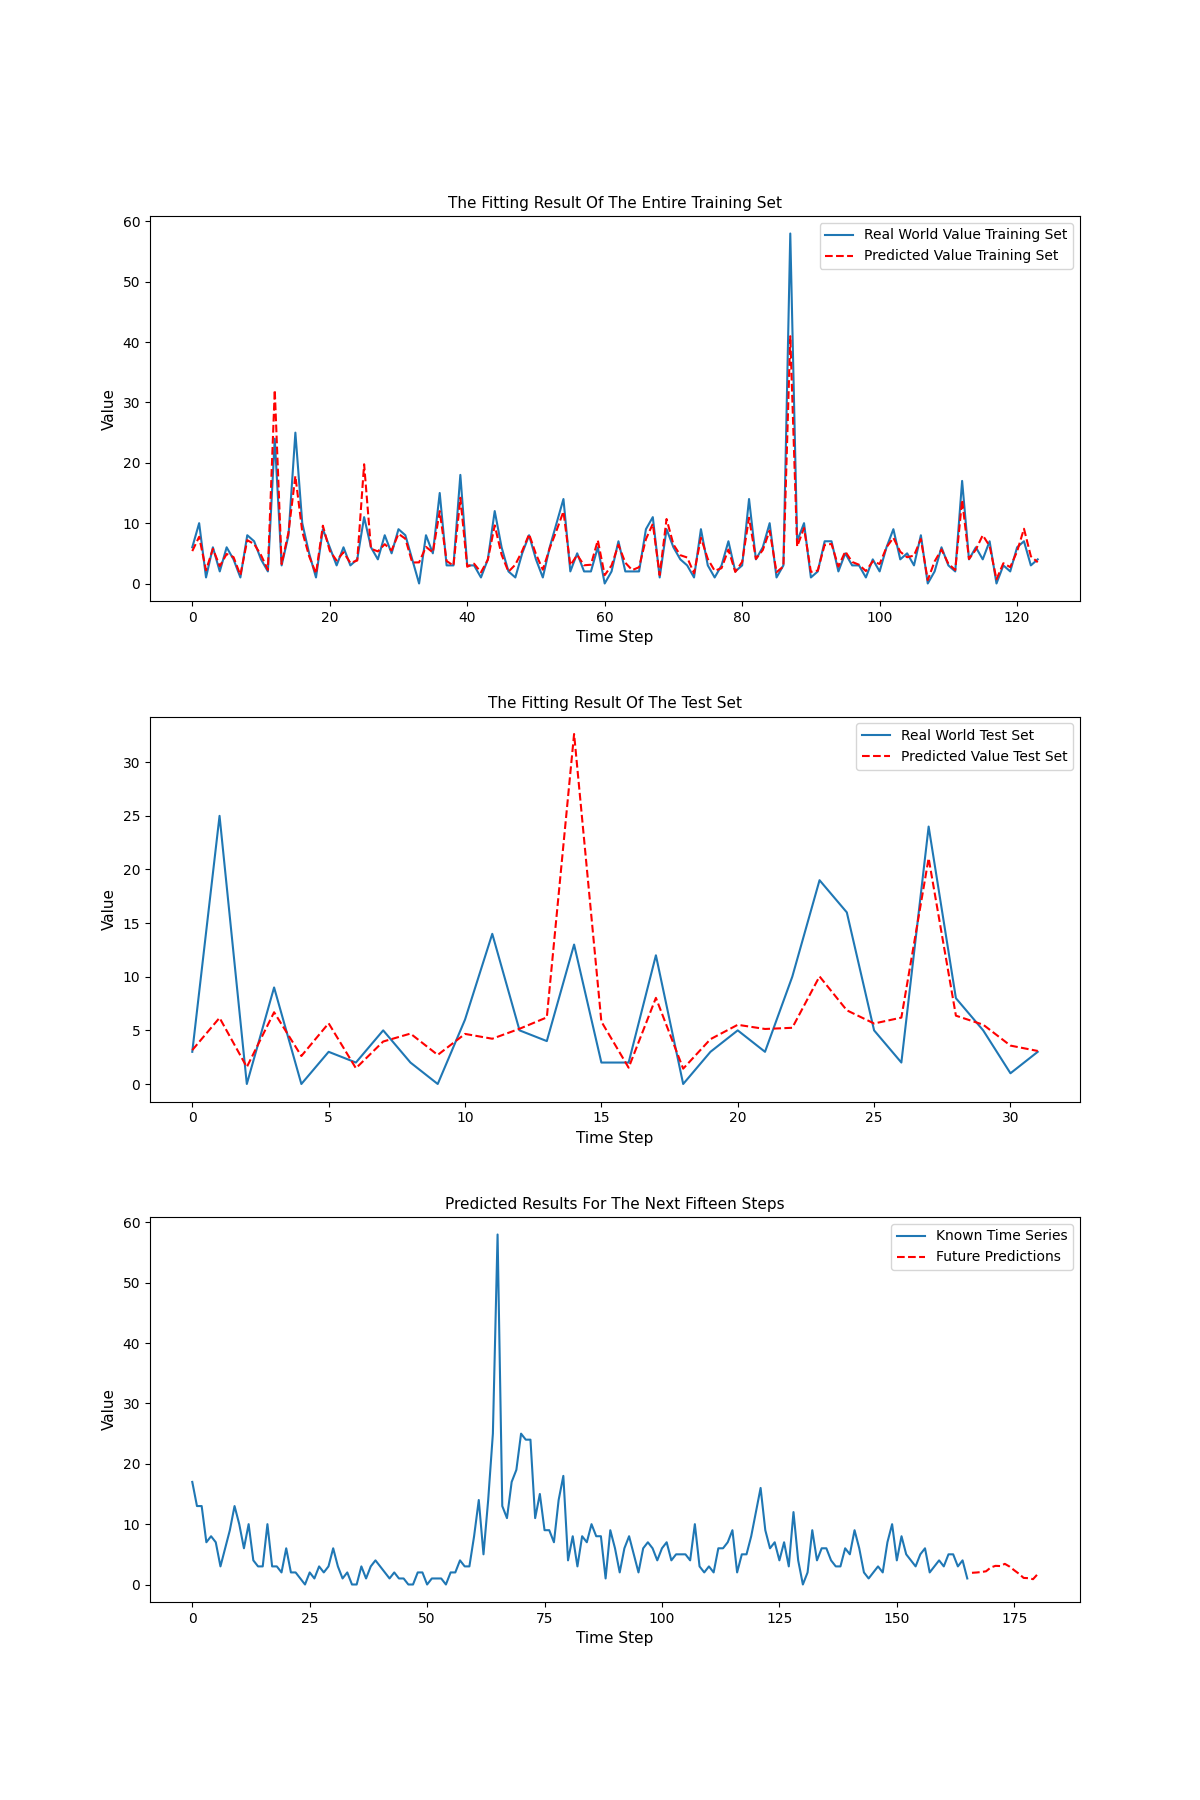 The Fitting Result Of The Entire Training Set
60
50
40
30
20
10
0
Value
Real World Value Training Set
Predicted Value Training Set
0 20 40 60 80 100 120
Time Step
The Fitting Result Of The Test Set
30
25
20
15
10
5
0
Value
Real World Test Set
Predicted Value Test Set
0 5 10 15 20 25 30
Time Step
Predicted Results For The Next Fifteen Steps
60
50
40
30
20
10
0
Value
Known Time Series
Future Predictions
0 25 50 75 100 125 150 175
Time Step